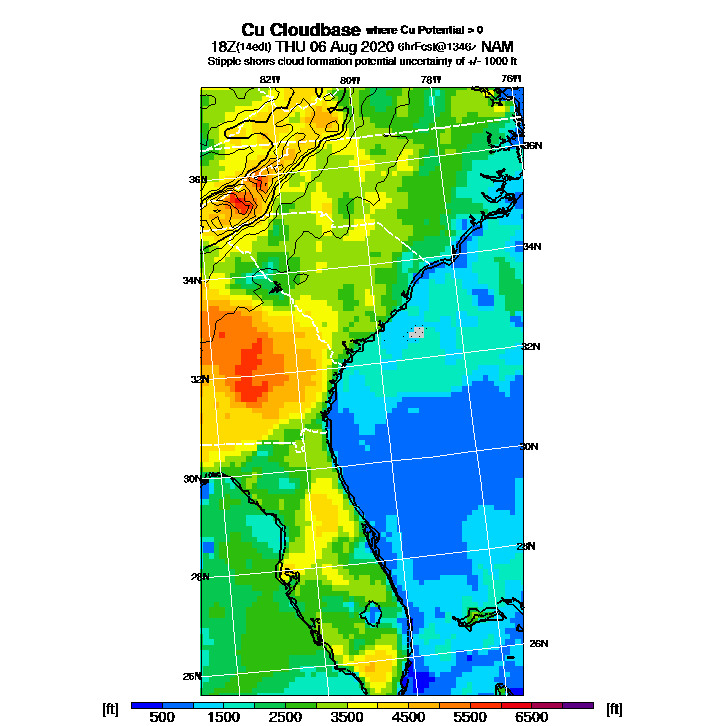 Cu Cloudbase where Cu Potential > 0
18Z(14edt) THU 06 Aug 2020 6hrFcst@1346z NAM
Stipple shows cloud formation potential uncertainty of +/- 1000 ft
82W 80W 78W 76W
36N
36N
34N
34N
32N
32N
30N
30N
28N
28N
26N
26N
[ft] 500 1500 2500 3500 4500 5500 6500 [ft]